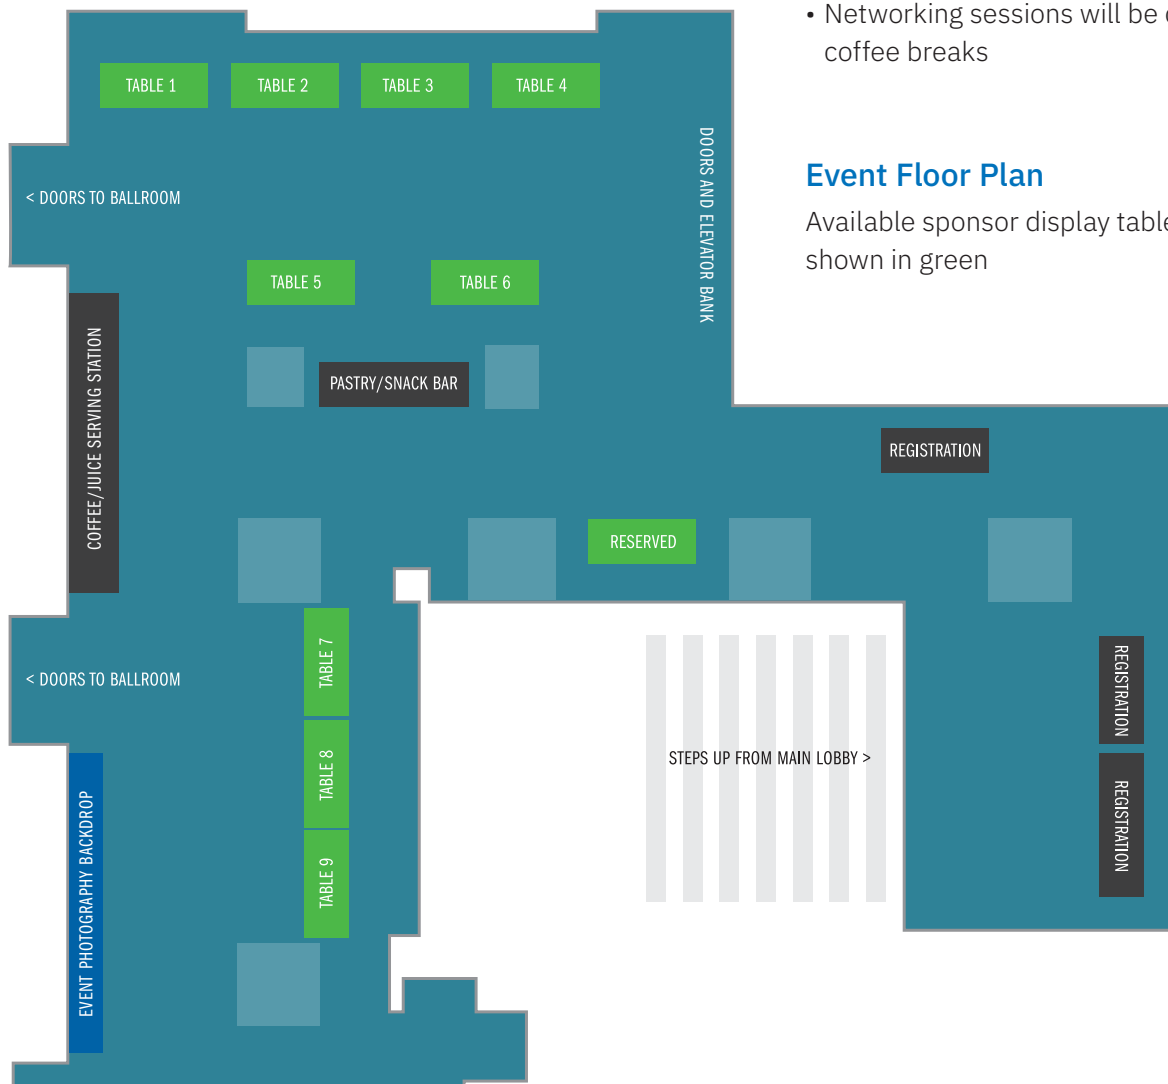 • Networking sessions will be
coffee breaks
Event Floor Plan
Available sponsor display
shown in green
TABLE 1
TABLE 2
TABLE 3
TABLE 4
< DOORS TO BALLROOM
DOORS AND ELEVATOR BANK
TABLE 5
TABLE 6
COFFEE/JUICE SERVING STATION
PASTRY/SNACK BAR
REGISTRATION
RESERVED
TABLE 7
< DOORS TO BALLROOM
TABLE 8
STEPS UP FROM MAIN LOBBY >
REGISTRATION
REGISTRATION
TABLE 9
EVENT PHOTOGRAPHY BACKDROP